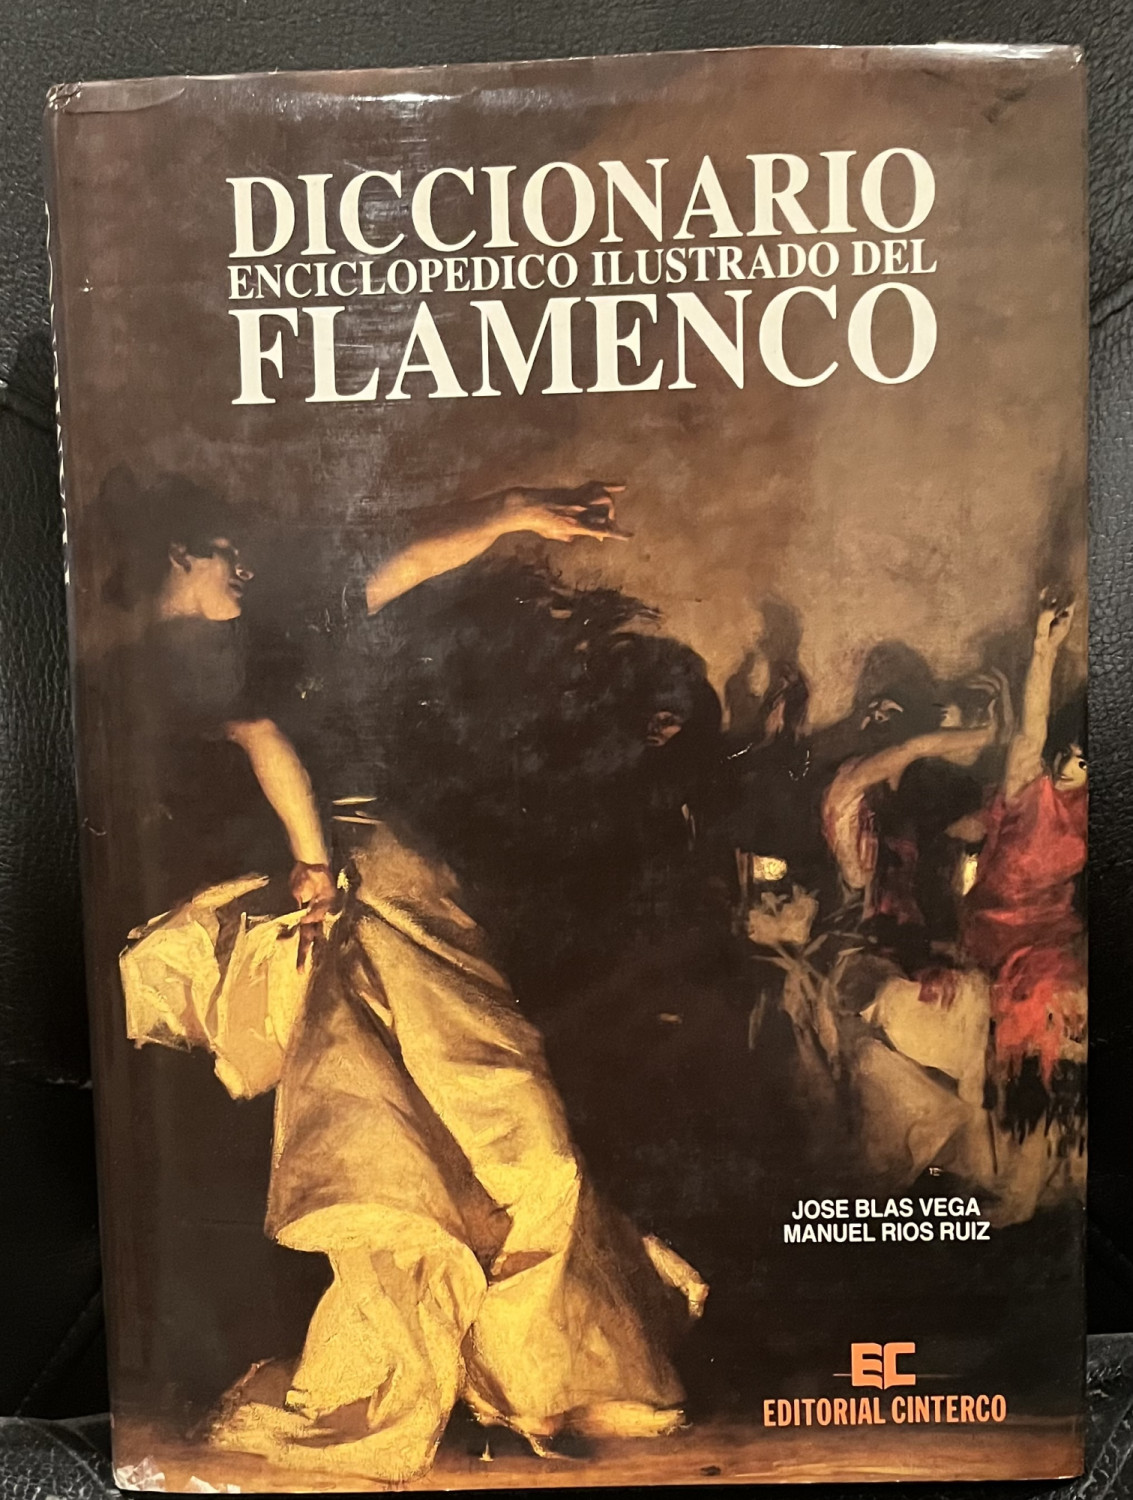 DICCIONARIO
ENCICLOPEDICO ILUSTRADO DEL
FLAMENCO
JOSE BLAS VEGA
MANUEL RIOS RUIZ
EC
EDITORIAL CINTERCO